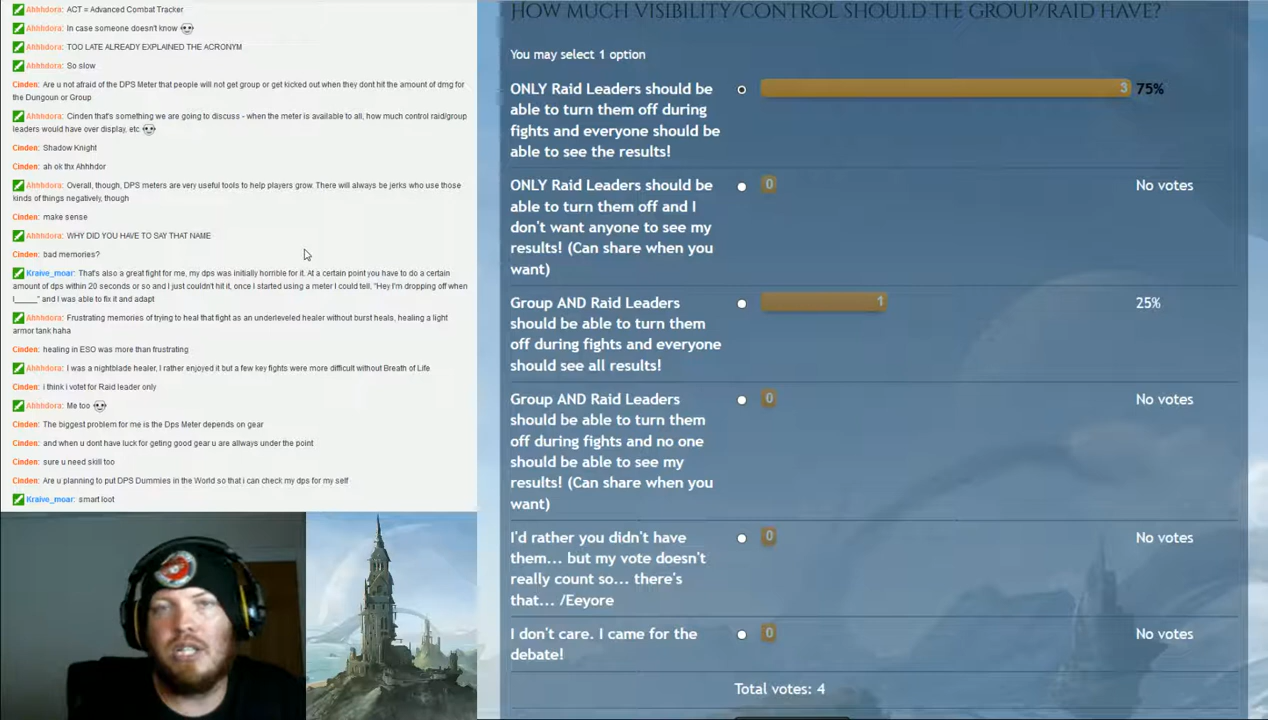 Ahhhdora: ACT = Advanced Combat Tracker
Ahhhdora: In case someone doesn't know
Ahhhdora: TOO LATE ALREADY EXPLAINED THE ACRONYM
Ahhhdora: So slow
Cinden: Are u not afraid of the DPS Meter that people will not get group or get kicked out when they dont hit the amount of dmg for
the Dungoun or Group
Ahhhdora: Cinden that's something we are going to discuss - when the meter is available to all, how much control raid/group
leaders would have over display, etc
Cinden: Shadow Knight
Cinden: ah ok thx Ahhhdor
Ahhhdora: Overall, though, DPS meters are very useful tools to help players grow. There will always be jerks who use those
kinds of things negatively, though
Cinden: make sense
Ahhhdora: WHY DID YOU HAVE TO SAY THAT NAME
Cinden: bad memories?
Kraive_moar: That's also a great fight for me, my dps was initially horrible for it. At a certain point you have to do a certain
amount of dps within 20 seconds or so and I just couldn't hit it, once I started using a meter I could tell, "Hey I'm dropping off when
I_____" and I was able to fix it and adapt
Ahhhdora: Frustrating memories of trying to heal that fight as an underleveled healer without burst heals, healing a light
armor tank haha
Cinden: healing in ESO was more than frustrating
Ahhhdora: I was a nightblade healer, I rather enjoyed it but a few key fights were more difficult without Breath of Life
Cinden: i think i votet for Raid leader only
Ahhhdora: Me too
Cinden: The biggest problem for me is the Dps Meter depends on gear
Cinden: and when u dont have luck for geting good gear u are allways under the point
Cinden: sure u need skill too
Cinden: Are u planning to put DPS Dummies in the World so that i can check my dps for my self
Kraive_moar: smart loot
HOW MUCH VISIBILITY/CONTROL SHOULD THE GROUP/RAID HAVE?
You may select 1 option
ONLY Raid Leaders should be
able to turn them off during
fights and everyone should be
able to see the results!
3 75%
ONLY Raid Leaders should be
able to turn them off and I
don't want anyone to see my
results! (Can share when you
want)
0 No votes
Group AND Raid Leaders
should be able to turn them
off during fights and everyone
should see all results!
1 25%
Group AND Raid Leaders
should be able to turn them
off during fights and no one
should be able to see my
results! (Can share when you
want)
0 No votes
I'd rather you didn't have
them... but my vote doesn't
really count so... there's
that... /Eeyore
0 No votes
I don't care. I came for the
debate!
0 No votes
Total votes: 4